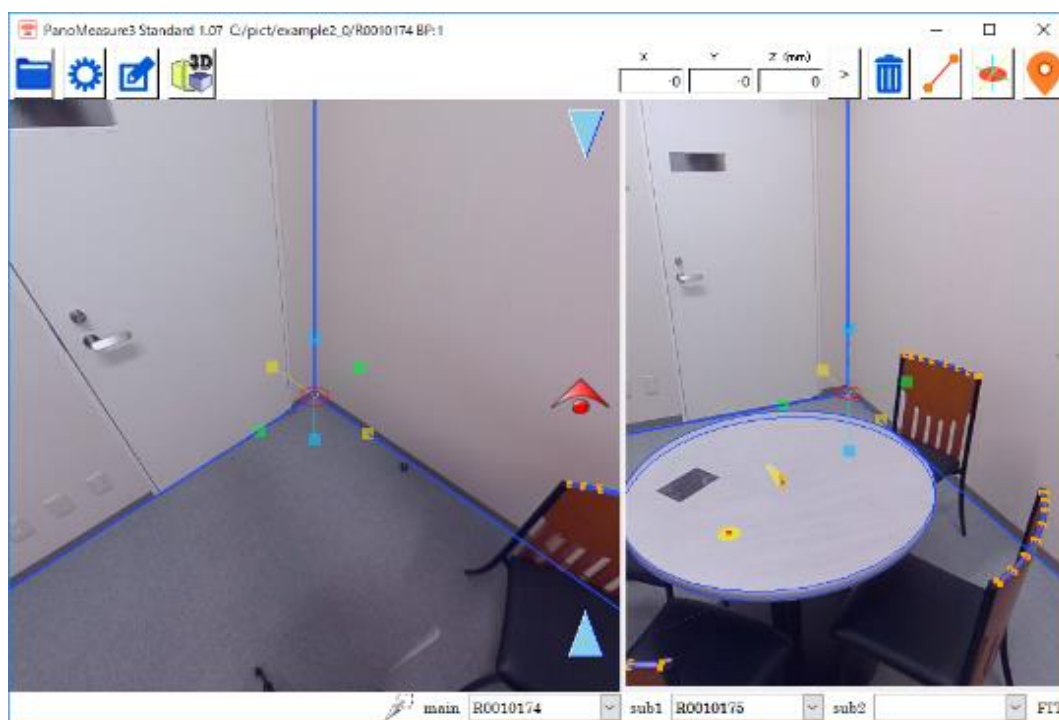 PanoMeasure3 Standard 1.07 C:/pict/example2_0/R0010174 BP:1
3D
X Y Z (mm)
-0 -0 0 >
main R0010174 sub1 R0010175 sub2